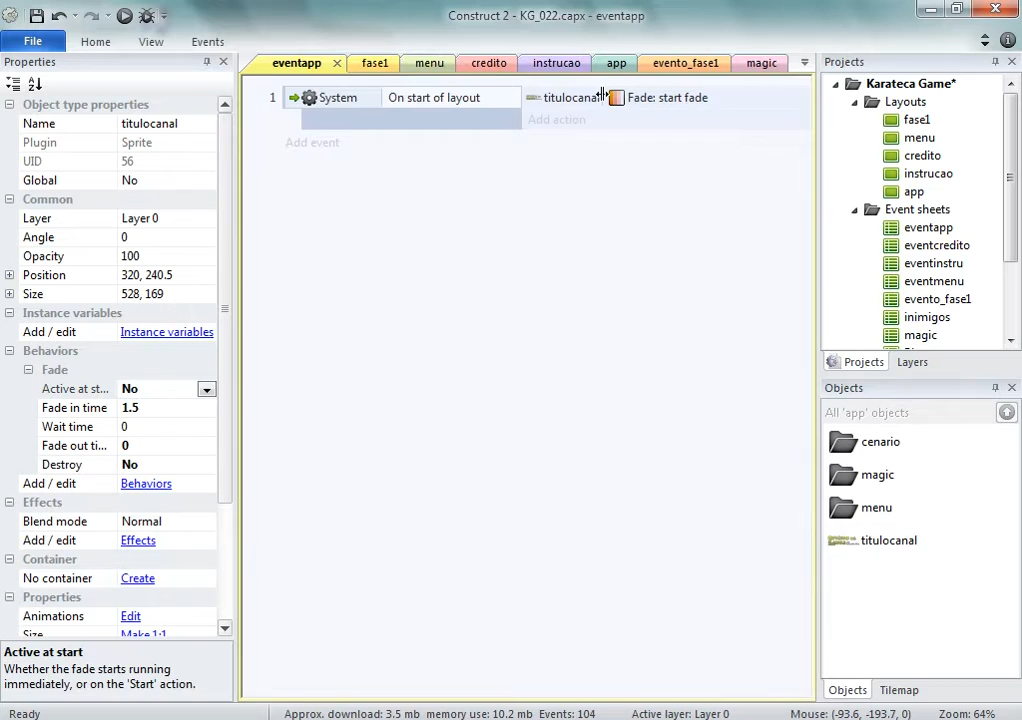 Construct 2 - KG_022.capx - eventapp
File
Home
View
Events
Properties
eventapp
fase1
menu
credito
instrucao
app
evento_fase1
magic
Projects
Object type properties
Name titulocanal
Plugin Sprite
UID 56
Global No
Common
Layer Layer 0
Angle 0
Opacity 100
Position 320, 240.5
Size 528, 169
Instance variables
Add / edit Instance variables
Behaviors
Fade
Active at st... No
Fade in time 1.5
Wait time 0
Fade out ti... 0
Destroy No
Add / edit Behaviors
Effects
Blend mode Normal
Add / edit Effects
Container
No container Create
Properties
Animations Edit
Size Make 1:1
Active at start
Whether the fade starts running
immediately, or on the 'Start' action.
1 System On start of layout titulocanal Fade: start fade
Add action
Add event
Karateca Game*
Layouts
fase1
menu
credito
instrucao
app
Event sheets
eventapp
eventcredito
eventinstru
eventmenu
evento_fase1
inimigos
magic
Projects Layers
Objects
All 'app' objects
cenario
magic
menu
titulocanal
Objects Tilemap
Ready
Approx. download: 3.5 mb memory use: 10.2 mb Events: 104 Active layer: Layer 0 Mouse: (-93.6, -193.7, 0) Zoom: 64%